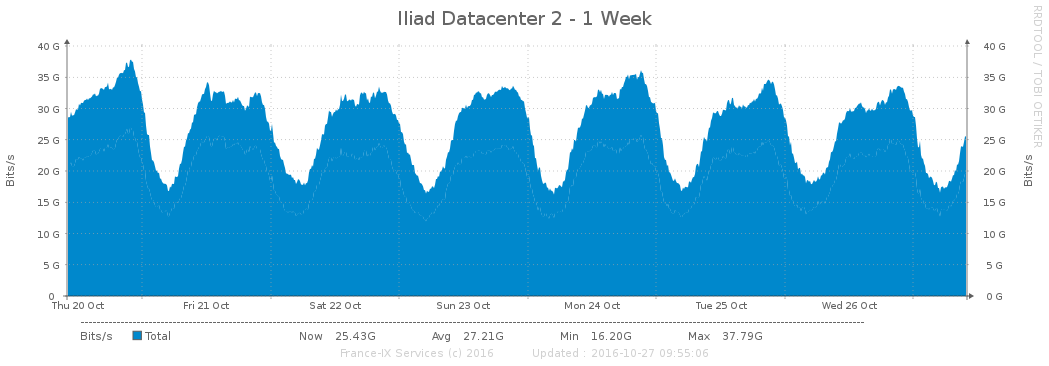 Iliad Datacenter 2 - 1 Week
RRDTOOL / TOBI OETIKER
Bits/s
40 G 40 G
35 G 35 G
30 G 30 G
25 G 25 G
20 G 20 G
15 G 15 G
10 G 10 G
5 G 5 G
0 0 G
Bits/s
Thu 20 Oct Fri 21 Oct Sat 22 Oct Sun 23 Oct Mon 24 Oct Tue 25 Oct Wed 26 Oct
Bits/s Total Now 25.43G Avg 27.21G Min 16.20G Max 37.79G
France-IX Services (c) 2016 Updated : 2016-10-27 09:55:06